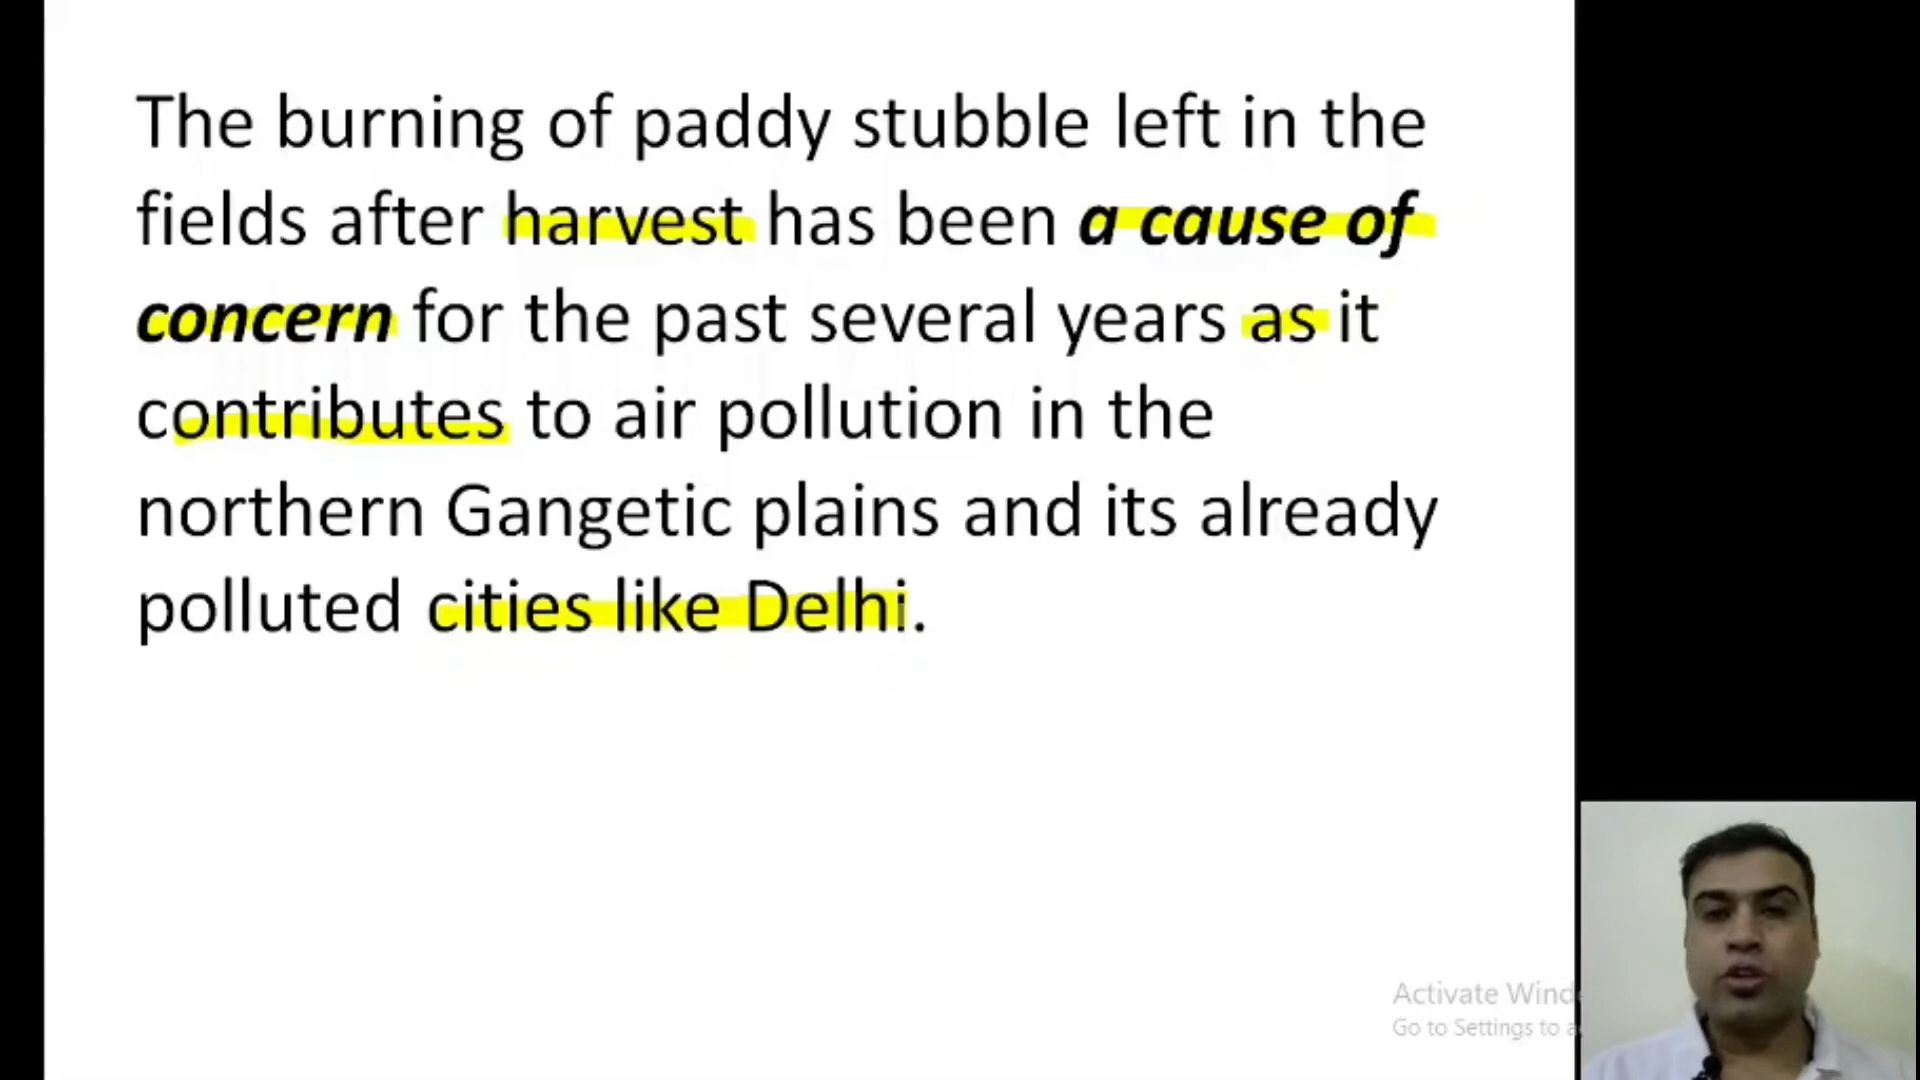 The burning of paddy stubble left in the
fields after harvest has been a cause of
concern for the past several years as it
contributes to air pollution in the
northern Gangetic plains and its already
polluted cities like Delhi.
Activate Wind
Go to Settings to a